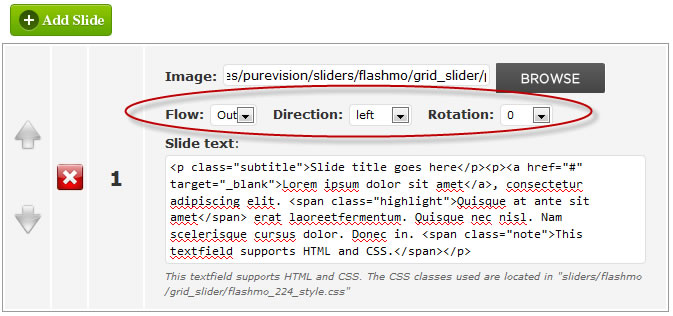 Add Slide
Image: es/purevision/sliders/flashmo/grid_slider/ BROWSE
Flow: Out Direction: left Rotation: 0
Slide text:
1
<p class="subtitle">Slide title goes here</p><p><a href="#"
target="_blank">Lorem ipsum dolor sit amet</a>, consectetur
adipiscing elit. <span class="highlight">Quisque at ante sit
amet</span> erat laoreetfermentum. Quisque nec nisl. Nam
scelerisque cursus dolor. Donec in. <span class="note">This
textfield supports HTML and CSS.</span></p>
This textfield supports HTML and CSS. The CSS classes used are located in "sliders/flashmo
/grid_slider/flashmo_224_style.css"